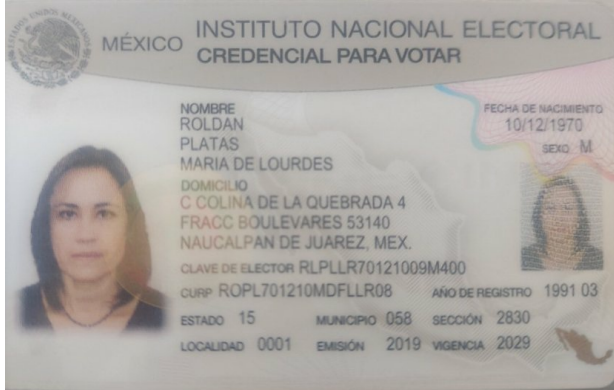 MÉXICO
INSTITUTO NACIONAL ELECTORAL
CREDENCIAL PARA VOTAR
NOMBRE
ROLDAN
PLATAS
MARIA DE LOURDES
FECHA DE NACIMIENTO
10/12/1970
SEXO M
DOMICILIO
C COLINA DE LA QUEBRADA 4
FRACC BOULEVARES 53140
NAUCALPAN DE JUAREZ, MEX.
CLAVE DE ELECTOR RLPLLR70121009M400
CURP ROPL701210MDFLLR08 AÑO DE REGISTRO 1991 03
ESTADO 15 MUNICIPIO 058 SECCIÓN 2830
LOCALIDAD 0001 EMISIÓN 2019 VIGENCIA 2029